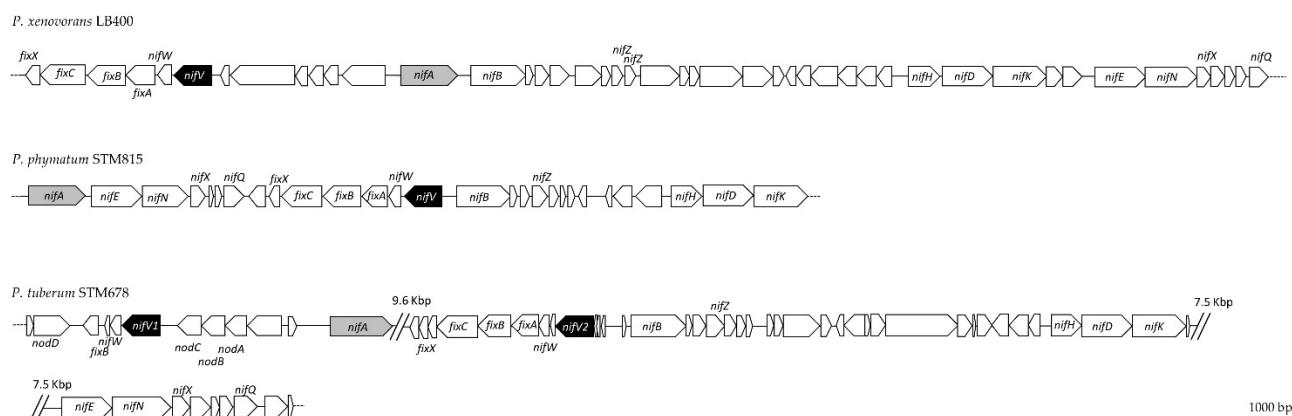 P. xenovorans LB400
fixX fixC fixB fixA nifW nifV nifA nifB nifZ nifZ nifH nifD nifK nifE nifN nifX nifQ
P. phymatum STM815
nifA nifE nifN nifX nifQ fixX fixC fixB fixA nifW nifV nifB nifZ nifH nifD nifK
P. tuberum STM678
nodD fixB nifW nifV1 nodC nodB nodA nifA 9.6 Kbp fixX fixC fixB fixA nifW nifV2 nifB nifZ nifH nifD nifK 7.5 Kbp
7.5 Kbp nifE nifN nifX nifQ
1000 bp